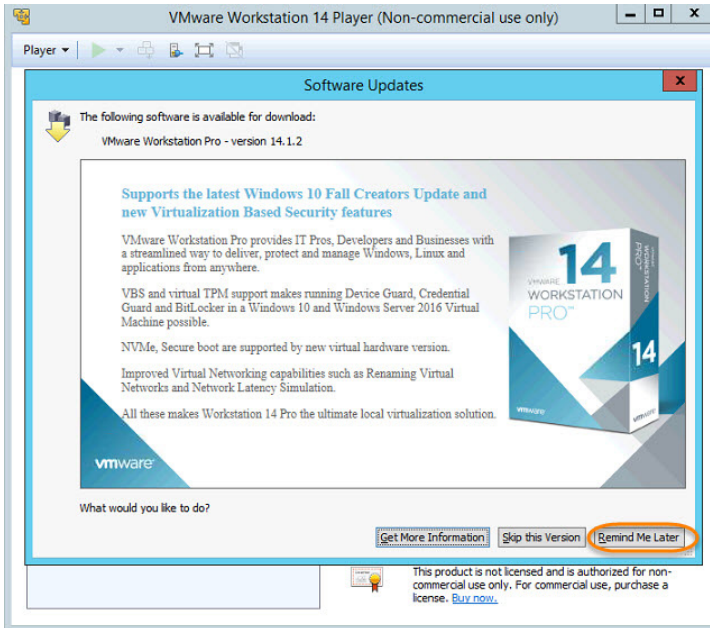 VMware Workstation 14 Player (Non-commercial use only)
Player
Software Updates
The following software is available for download:
VMware Workstation Pro - version 14.1.2
Supports the latest Windows 10 Fall Creators Update and
new Virtualization Based Security features
VMware Workstation Pro provides IT Pros, Developers and Businesses with
a streamlined way to deliver, protect and manage Windows, Linux and
applications from anywhere.
VBS and virtual TPM support makes running Device Guard, Credential
Guard and BitLocker in a Windows 10 and Windows Server 2016 Virtual
Machine possible.
NVMe, Secure boot are supported by new virtual hardware version.
Improved Virtual Networking capabilities such as Renaming Virtual
Networks and Network Latency Simulation.
All these makes Workstation 14 Pro the ultimate local virtualization solution.
VMWARE 14
WORKSTATION
PRO™
VMWARE
WORKSTATION
PRO™
14
vmware
vmware
What would you like to do?
Get More Information Skip this Version Remind Me Later
This product is not licensed and is authorized for non-
commercial use only. For commercial use, purchase a
license. Buy now.